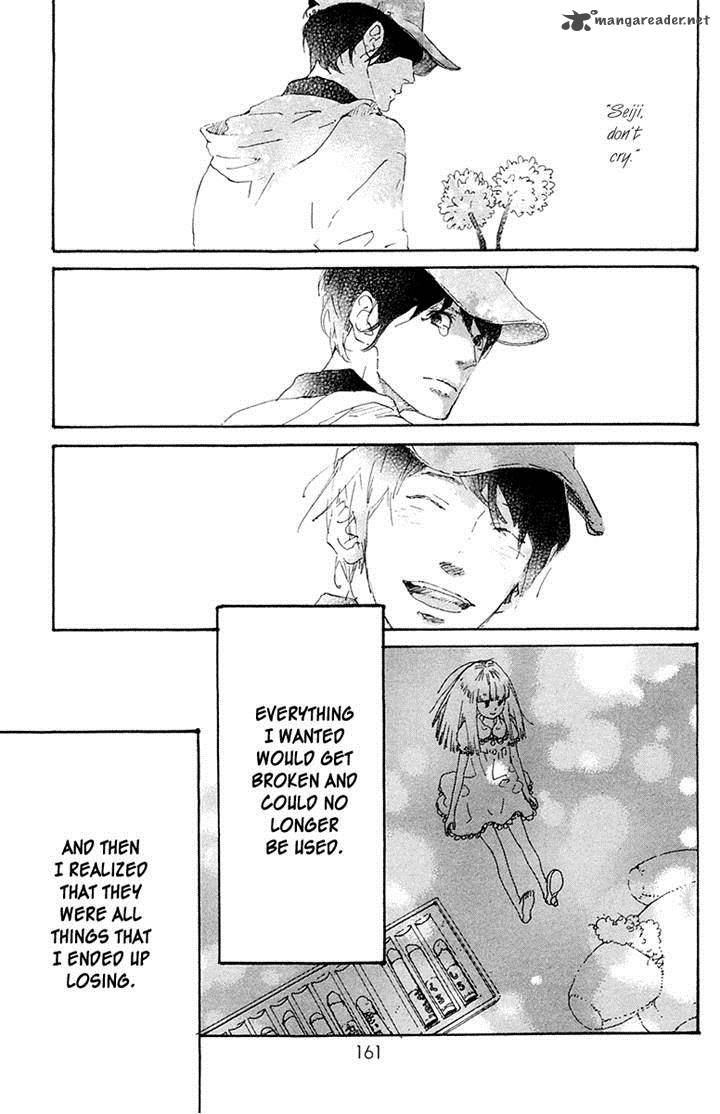 mangareader.net
"Seiji,
don't
cry."
EVERYTHING
I WANTED
WOULD GET
BROKEN AND
COULD NO
LONGER
BE USED.
AND THEN
I REALIZED
THAT THEY
WERE ALL
THINGS THAT
I ENDED UP
LOSING.
161